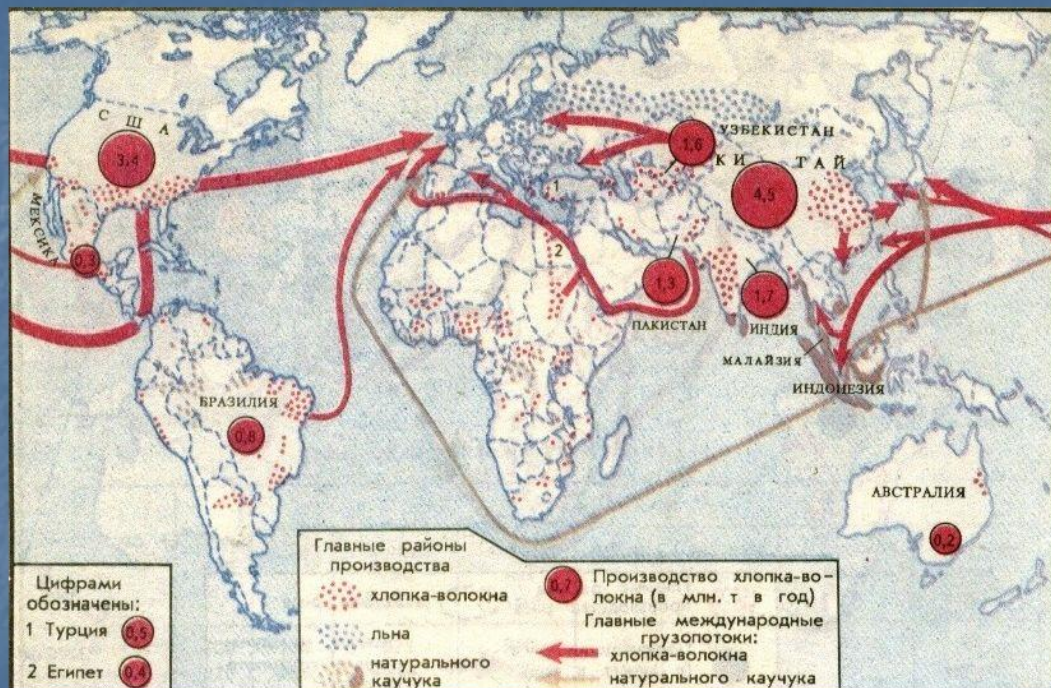 США
3,4
МЕКСИКА
0,3
БРАЗИЛИЯ
0,8
1
2
1,6
УЗБЕКИСТАН
КИТАЙ
4,5
1,3
ПАКИСТАН
1,7
ИНДИЯ
МАЛАЙЗИЯ
ИНДОНЕЗИЯ
АВСТРАЛИЯ
0,2
Цифрами
обозначены:
1 Турция 0,5
2 Египет 0,4
Главные районы
производства
хлопка-волокна
льна
натурального
каучука
0,7 Производство хлопка-во-
локна (в млн. т в год)
Главные международные
грузопотоки:
хлопка-волокна
натурального каучука